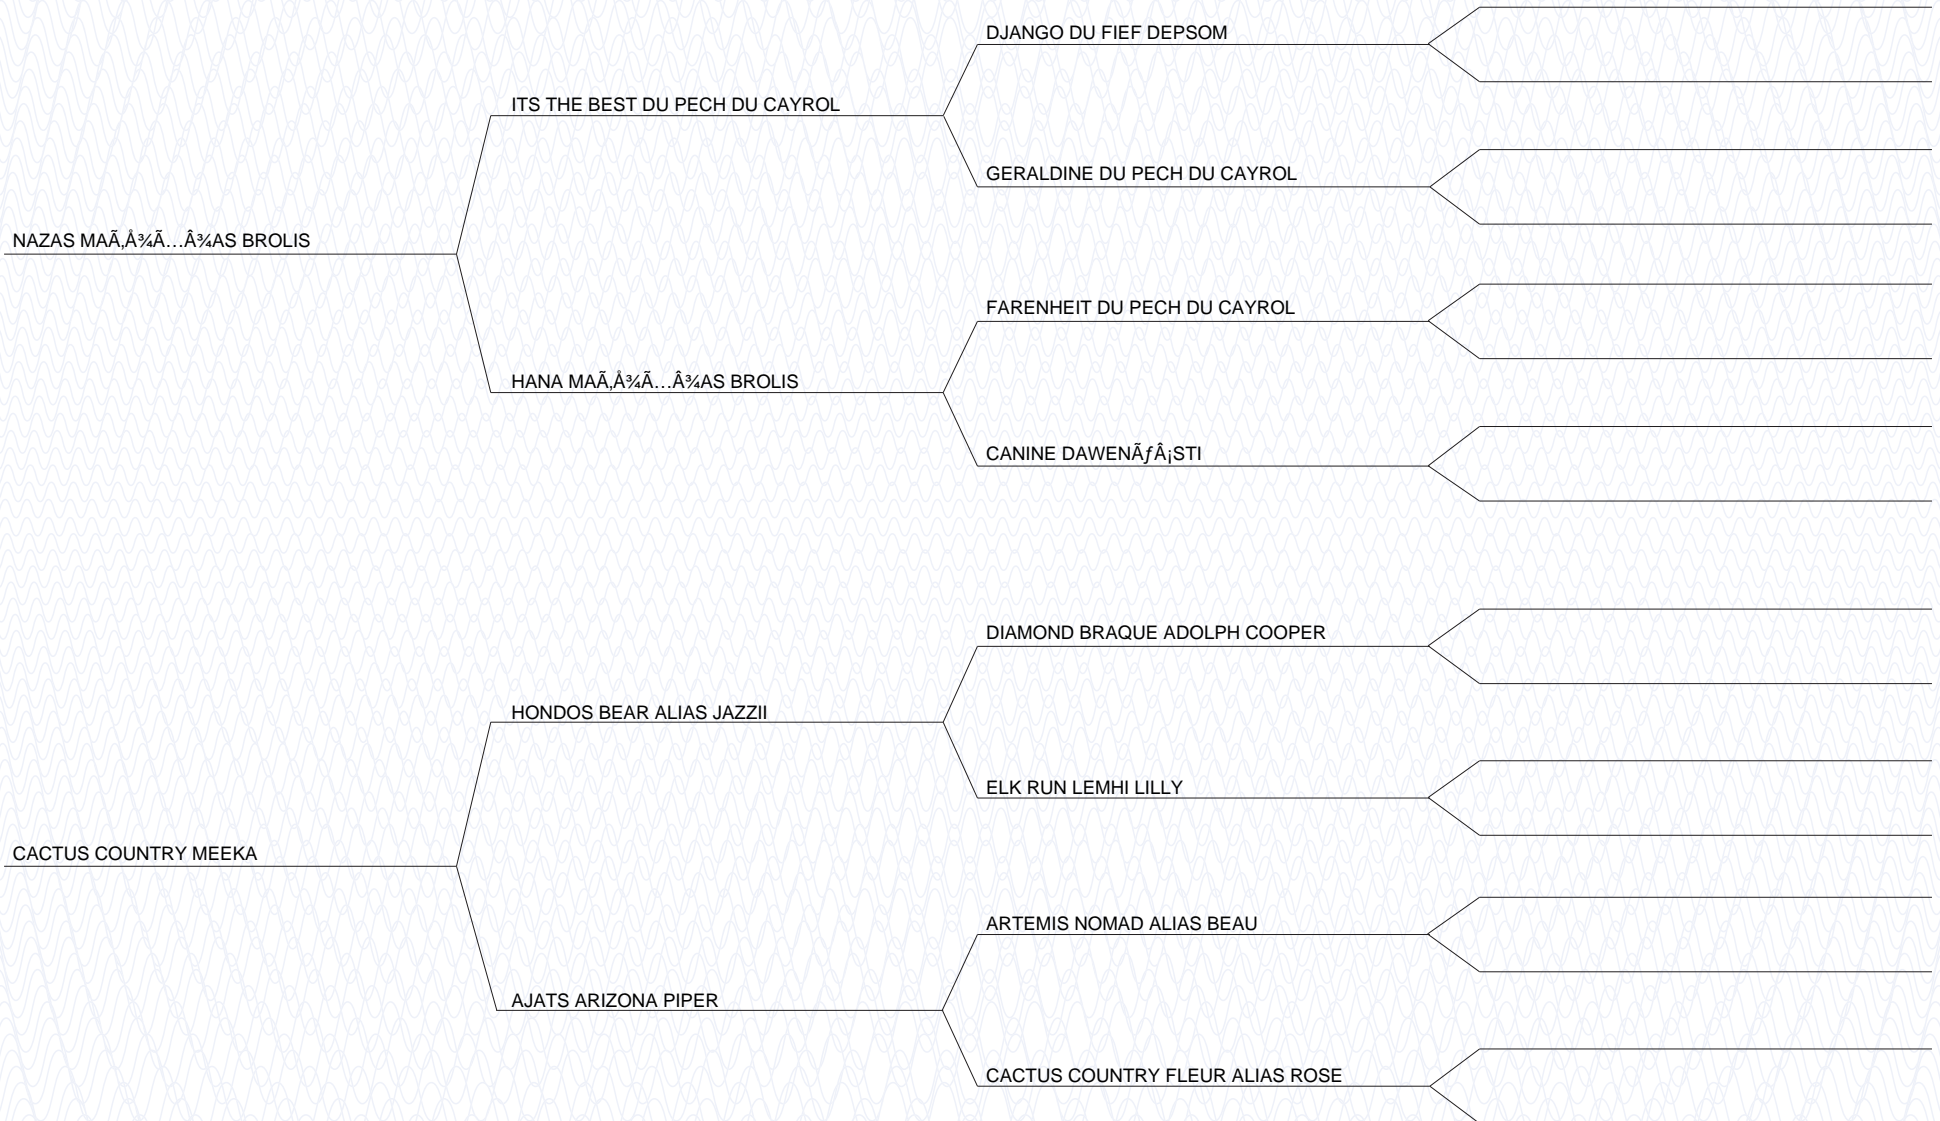 DJANGO DU FIEF DEPSOM
ITS THE BEST DU PECH DU CAYROL
GERALDINE DU PECH DU CAYROL
NAZAS MAÃ‚Å¾Ã…Â¾AS BROLIS
FARENHEIT DU PECH DU CAYROL
HANA MAÃ‚Å¾Ã…Â¾AS BROLIS
CANINE DAWENÃƒÂ¡STI
DIAMOND BRAQUE ADOLPH COOPER
HONDOS BEAR ALIAS JAZZII
ELK RUN LEMHI LILLY
CACTUS COUNTRY MEEKA
ARTEMIS NOMAD ALIAS BEAU
AJATS ARIZONA PIPER
CACTUS COUNTRY FLEUR ALIAS ROSE